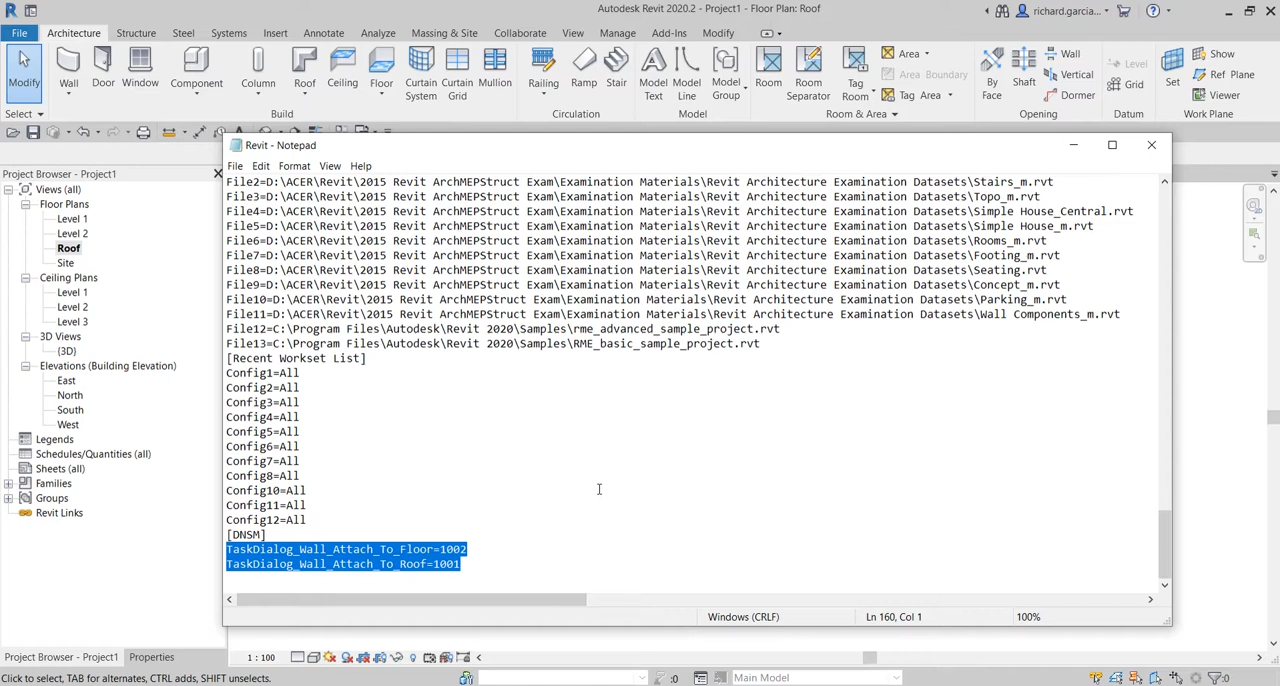 Autodesk Revit 2020.2 - Project1 - Floor Plan: Roof
richard.garcia...
File Architecture Structure Steel Systems Insert Annotate Analyze Massing & Site Collaborate View Manage Add-Ins Modify
Modify Wall Door Window Component Column Roof Ceiling Floor Curtain System Curtain Grid Mullion Railing Ramp Stair Model Text Model Line Model Group Room Room Separator Tag Room
Area
Area Boundary
Tag Area
By Face Shaft
Wall
Vertical
Dormer
Level
Grid
Set
Show
Ref Plane
Viewer
Select Build Circulation Model Room & Area Opening Datum Work Plane
Project Browser - Project1
Views (all)
Floor Plans
Level 1
Level 2
Roof
Site
Ceiling Plans
Level 1
Level 2
Level 3
3D Views
{3D}
Elevations (Building Elevation)
East
North
South
West
Legends
Schedules/Quantities (all)
Sheets (all)
Families
Groups
Revit Links
Revit - Notepad
File Edit Format View Help
File2=D:\ACER\Revit\2015 Revit ArchMEPStruct Exam\Examination Materials\Revit Architecture Examination Datasets\Stairs_m.rvt
File3=D:\ACER\Revit\2015 Revit ArchMEPStruct Exam\Examination Materials\Revit Architecture Examination Datasets\Topo_m.rvt
File4=D:\ACER\Revit\2015 Revit ArchMEPStruct Exam\Examination Materials\Revit Architecture Examination Datasets\Simple House_Central.rvt
File5=D:\ACER\Revit\2015 Revit ArchMEPStruct Exam\Examination Materials\Revit Architecture Examination Datasets\Simple House_m.rvt
File6=D:\ACER\Revit\2015 Revit ArchMEPStruct Exam\Examination Materials\Revit Architecture Examination Datasets\Rooms_m.rvt
File7=D:\ACER\Revit\2015 Revit ArchMEPStruct Exam\Examination Materials\Revit Architecture Examination Datasets\Footing_m.rvt
File8=D:\ACER\Revit\2015 Revit ArchMEPStruct Exam\Examination Materials\Revit Architecture Examination Datasets\Seating.rvt
File9=D:\ACER\Revit\2015 Revit ArchMEPStruct Exam\Examination Materials\Revit Architecture Examination Datasets\Concept_m.rvt
File10=D:\ACER\Revit\2015 Revit ArchMEPStruct Exam\Examination Materials\Revit Architecture Examination Datasets\Parking_m.rvt
File11=D:\ACER\Revit\2015 Revit ArchMEPStruct Exam\Examination Materials\Revit Architecture Examination Datasets\Wall Components_m.rvt
File12=C:\Program Files\Autodesk\Revit 2020\Samples\rme_advanced_sample_project.rvt
File13=C:\Program Files\Autodesk\Revit 2020\Samples\RME_basic_sample_project.rvt
[Recent Workset List]
Config1=All
Config2=All
Config3=All
Config4=All
Config5=All
Config6=All
Config7=All
Config8=All
Config10=All
Config11=All
Config12=All
[DNSM]
TaskDialog_Wall_Attach_To_Floor=1002
TaskDialog_Wall_Attach_To_Roof=1001
Windows (CRLF) Ln 160, Col 1 100%
Project Browser - Project1 Properties
1 : 100
Click to select, TAB for alternates, CTRL adds, SHIFT unselects.
:0
Main Model
:0